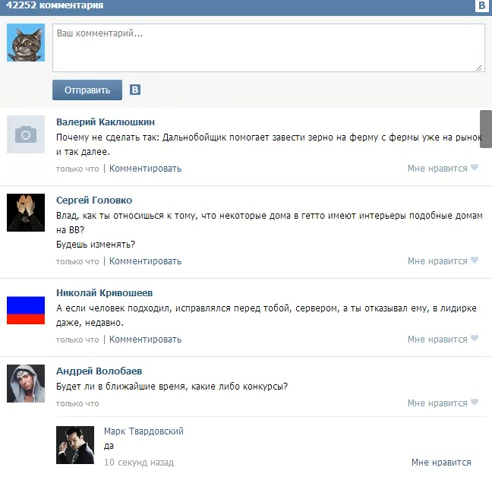 42252 комментария
B
Ваш комментарий...
Отправить
B
Валерий Каклюшкин
Почему не сделать так: Дальнобойщик помогает завести зерно на ферму с фермы уже на рынок
и так далее.
только что | Комментировать
Мне нравится
Сергей Головко
Влад, как ты относишься к тому, что некоторые дома в гетто имеют интерьеры подобные домам
на ВВ?
Будешь изменять?
только что | Комментировать
Мне нравится
Николай Кривошеев
А если человек подходил, исправлялся перед тобой, сервером, а ты отказывал ему, в лидирке
даже, недавно.
только что | Комментировать
Мне нравится
Андрей Волобаев
Будет ли в ближайшие время, какие либо конкурсы?
только что
Мне нравится
Марк Твардовский
да
10 секунд назад
Мне нравится